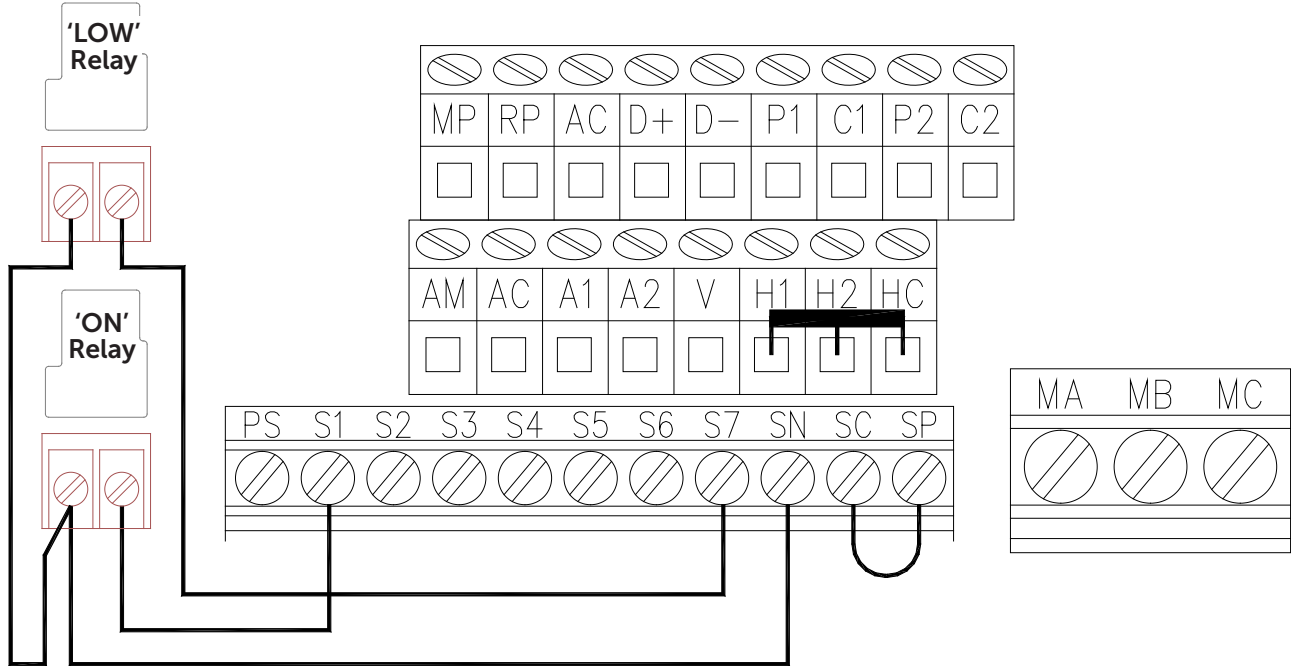 'LOW'
Relay
'ON'
Relay
MP RP AC D+ D− P1 C1 P2 C2
AM AC A1 A2 V H1 H2 HC
PS S1 S2 S3 S4 S5 S6 S7 SN SC SP
MA MB MC